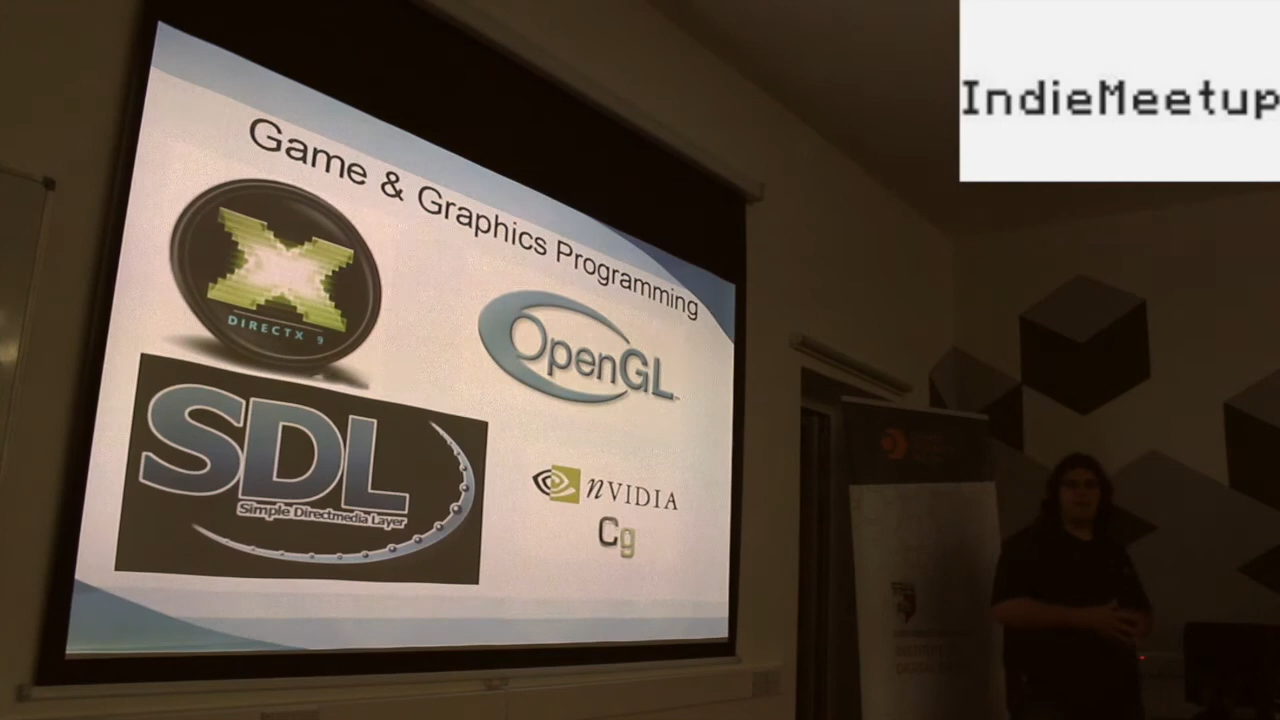 IndieMeetup
Game & Graphics Programming
DIRECTX 9
OpenGL
SDL
Simple Directmedia Layer
nVIDIA
Cg